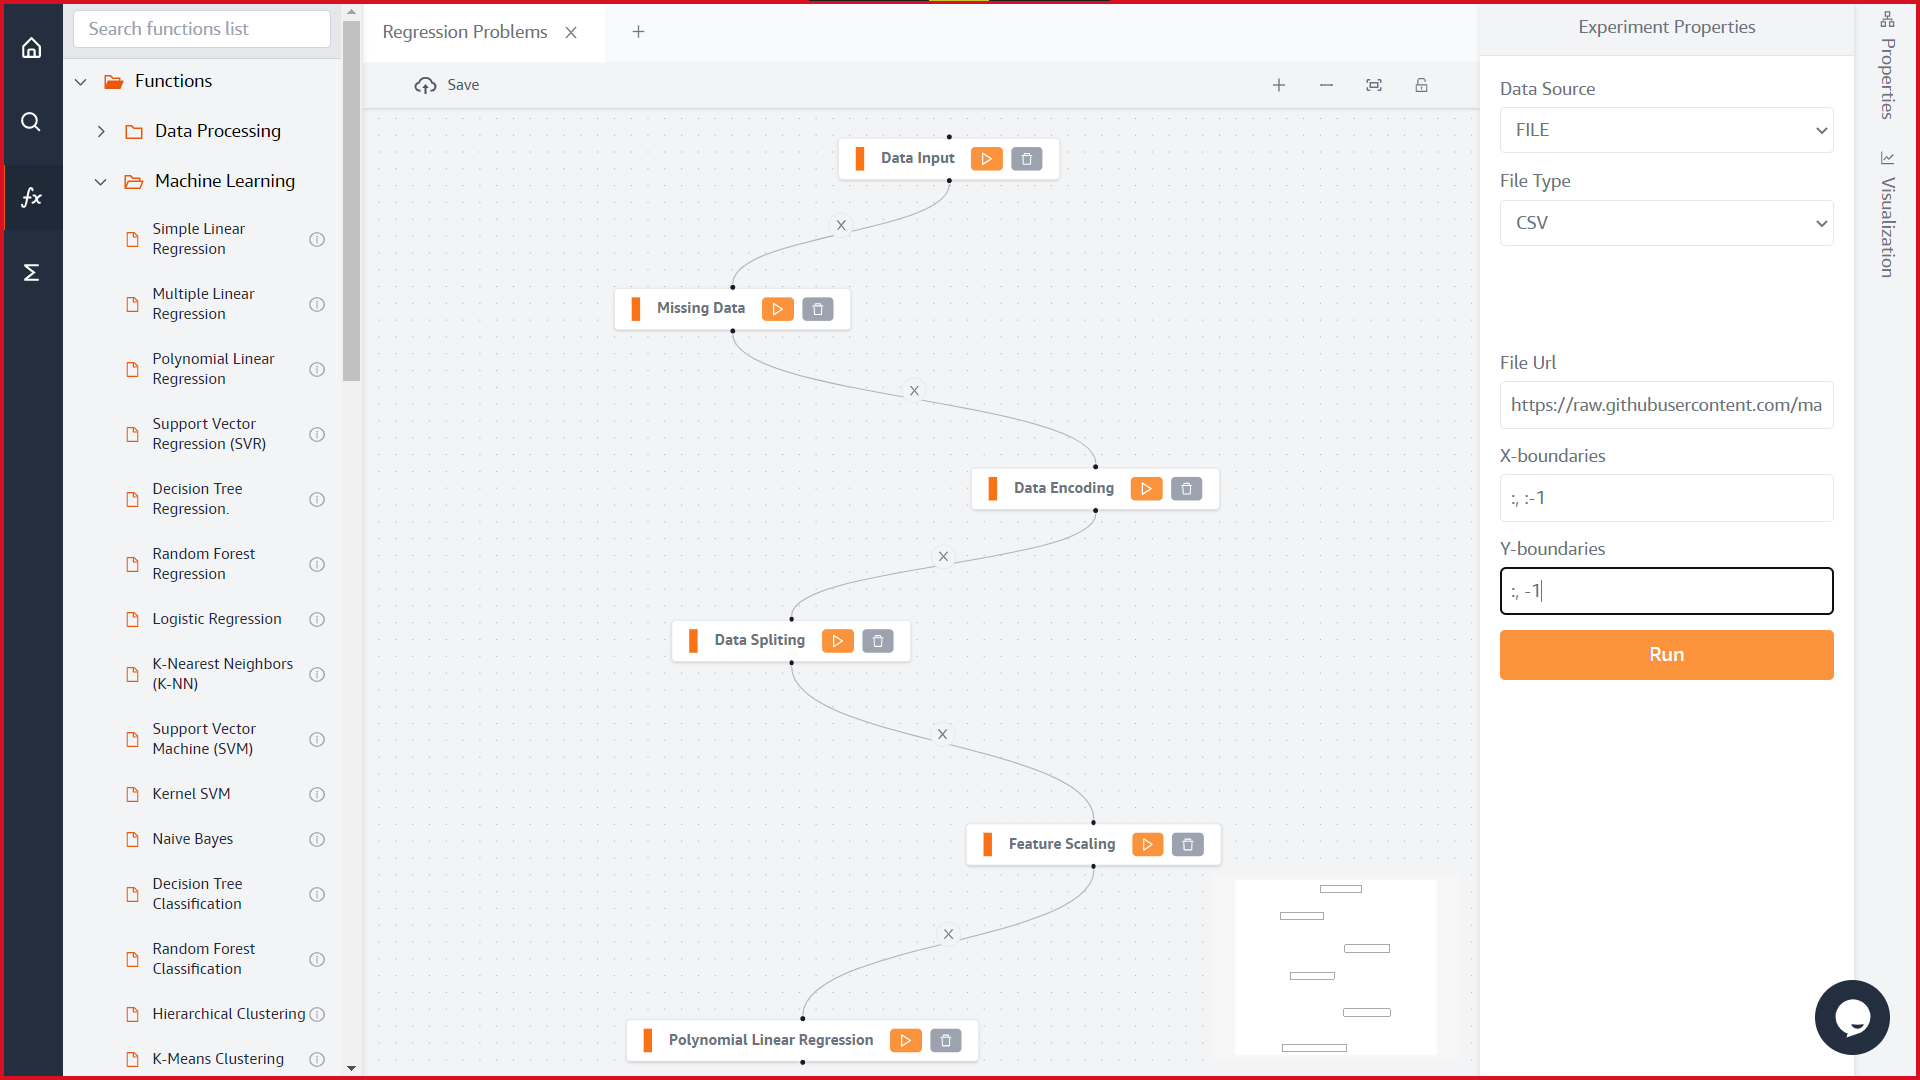 Search functions list
Functions
Data Processing
Machine Learning
Simple Linear
Regression
Multiple Linear
Regression
Polynomial Linear
Regression
Support Vector
Regression (SVR)
Decision Tree
Regression.
Random Forest
Regression
Logistic Regression
K-Nearest Neighbors
(K-NN)
Support Vector
Machine (SVM)
Kernel SVM
Naive Bayes
Decision Tree
Classification
Random Forest
Classification
Hierarchical Clustering
K-Means Clustering
Regression Problems
Save
Data Input
Missing Data
Data Encoding
Data Spliting
Feature Scaling
Polynomial Linear Regression
Experiment Properties
Data Source
FILE
File Type
CSV
File Url
https://raw.githubusercontent.com/ma
X-boundaries
:, :-1
Y-boundaries
:, -1
Run
Properties
Visualization